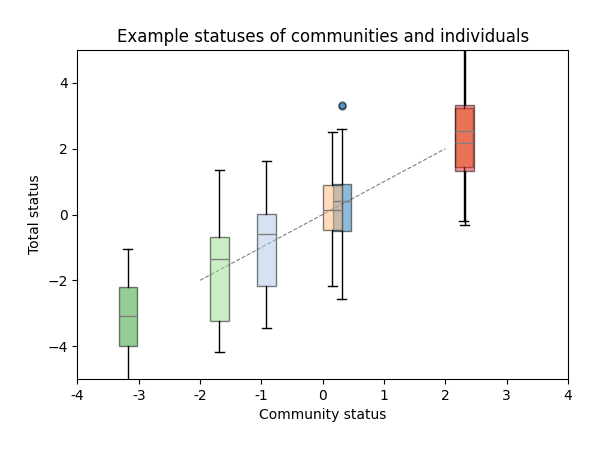 Example statuses of communities and individuals
4
2
0
−2
−4
Total status
-4 -3 -2 -1 0 1 2 3 4
Community status